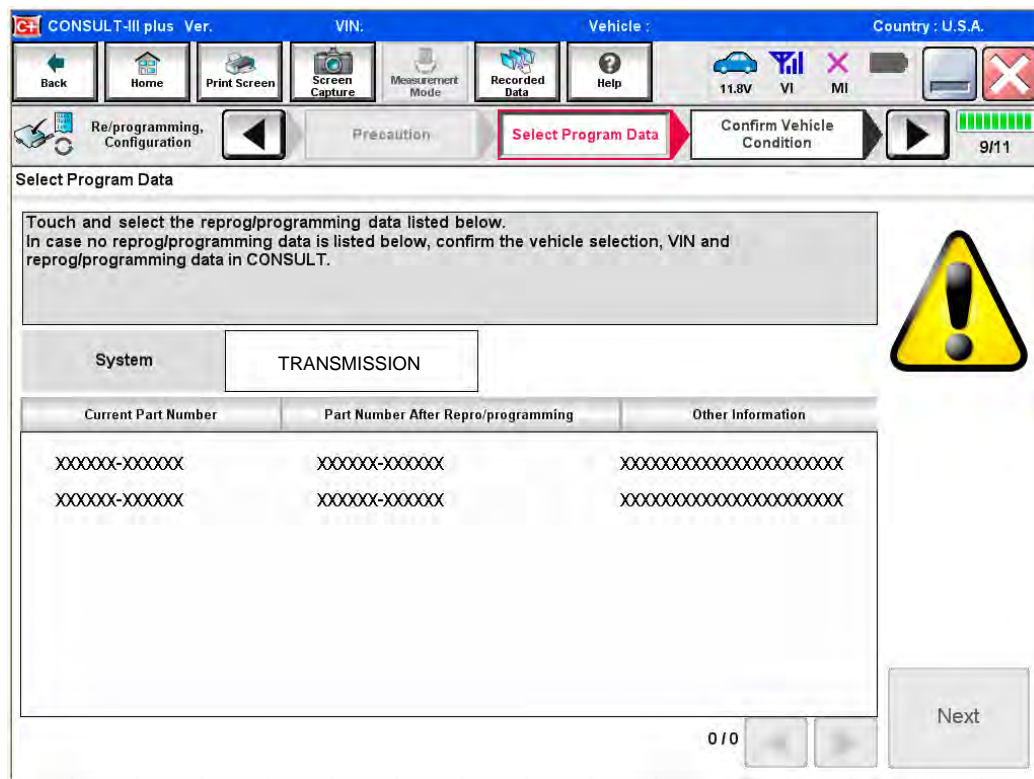 C+ CONSULT-III plus Ver. VIN: Vehicle : Country : U.S.A.
Back Home Print Screen Screen Capture Measurement Mode Recorded Data Help 11.8V VI MI
Re/programming, Configuration Precaution Select Program Data Confirm Vehicle Condition 9/11
Select Program Data
Touch and select the reprog/programming data listed below.
In case no reprog/programming data is listed below, confirm the vehicle selection, VIN and
reprog/programming data in CONSULT.
System TRANSMISSION
Current Part Number Part Number After Repro/programming Other Information
XXXXXX-XXXXXX XXXXXX-XXXXXX XXXXXXXXXXXXXXXXXXXXXX
XXXXXX-XXXXXX XXXXXX-XXXXXX XXXXXXXXXXXXXXXXXXXXXX
Next
0/0